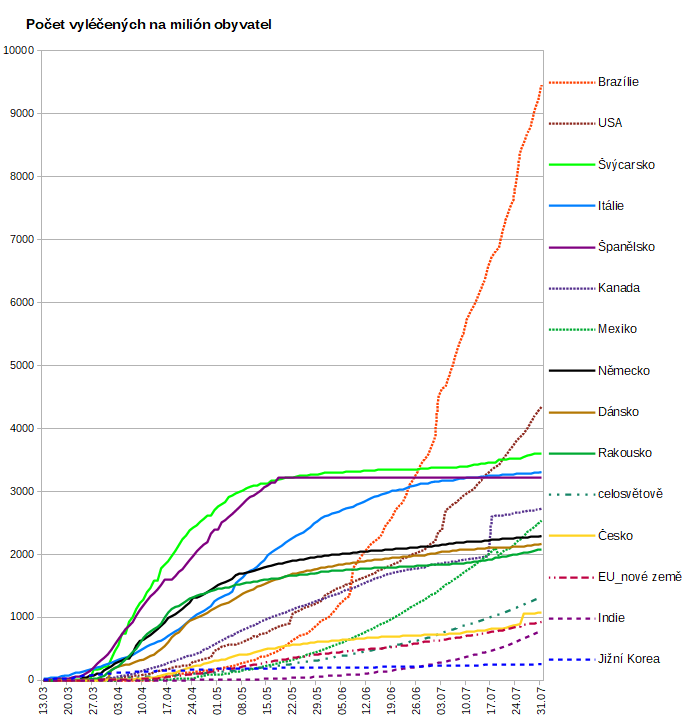 Počet vyléčených na milión obyvatel
10000
9000
8000
7000
6000
5000
4000
3000
2000
1000
0
13.03
20.03
27.03
03.04
10.04
17.04
24.04
01.05
08.05
15.05
22.05
29.05
05.06
12.06
19.06
26.06
03.07
10.07
17.07
24.07
31.07
Brazílie
USA
Švýcarsko
Itálie
Španělsko
Kanada
Mexiko
Německo
Dánsko
Rakousko
celosvětově
Česko
EU_nové země
Indie
Jižní Korea